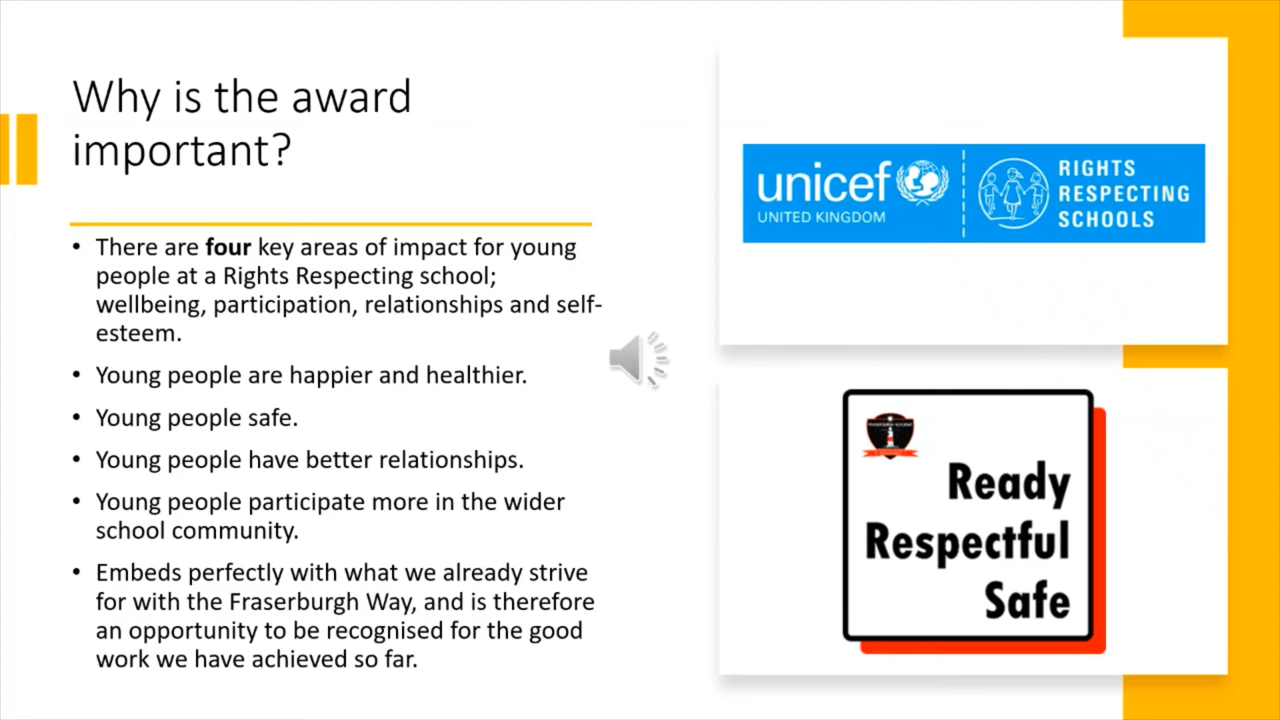 Why is the award
important?
• There are four key areas of impact for young
people at a Rights Respecting school;
wellbeing, participation, relationships and self-
esteem.
• Young people are happier and healthier.
• Young people safe.
• Young people have better relationships.
• Young people participate more in the wider
school community.
• Embeds perfectly with what we already strive
for with the Fraserburgh Way, and is therefore
an opportunity to be recognised for the good
work we have achieved so far.
unicef
UNITED KINGDOM
RIGHTS
RESPECTING
SCHOOLS
Ready
Respectful
Safe